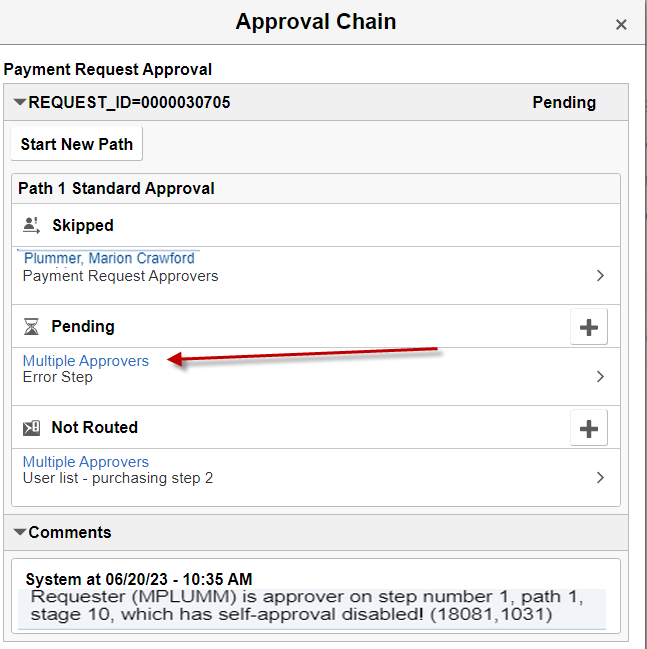 Approval Chain
×
Payment Request Approval
REQUEST_ID=0000030705 Pending
Start New Path
Path 1 Standard Approval
Skipped
Plummer, Marion Crawford
Payment Request Approvers
Pending
Multiple Approvers
Error Step
Not Routed
Multiple Approvers
User list - purchasing step 2
Comments
System at 06/20/23 - 10:35 AM
Requester (MPLUMM) is approver on step number 1, path 1,
stage 10, which has self-approval disabled! (18081,1031)